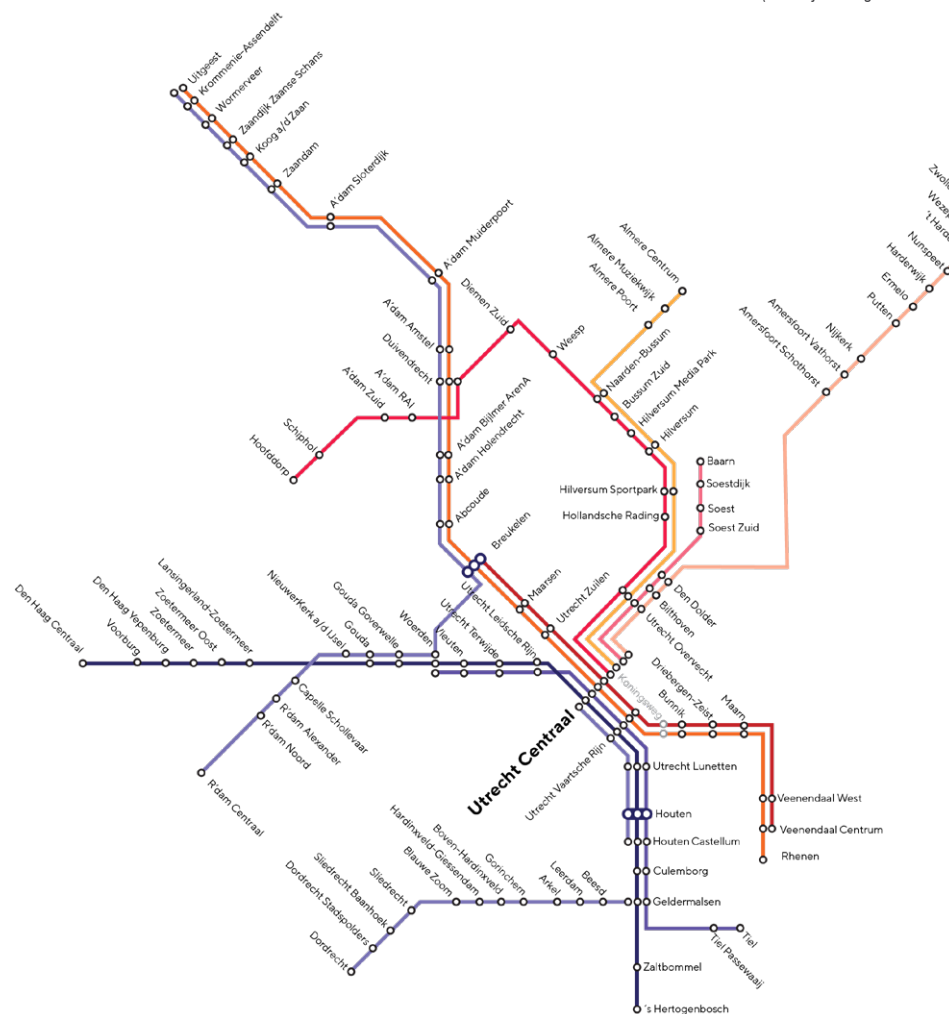 Uitgeest
Krommenie-Assendelft
Wormerveer
Zaandijk Zaanse Schans
Koog a/d Zaan
Zaandam
A'dam Sloterdijk
A'dam Muiderpoort
A'dam Amstel
Duivendrecht
A'dam RAI
A'dam Zuid
Schiphol
Hoofddorp
Diemen Zuid
Weesp
Almere Centrum
Almere Muziekwijk
Almere Poort
Naarden-Bussum
Bussum Zuid
Hilversum Media Park
Hilversum
Hilversum Sportpark
Hollandsche Rading
Baarn
Soestdijk
Soest
Soest Zuid
Nunspeet
Harderwijk
Ermelo
Putten
Nijkerk
Amersfoort Vathorst
Amersfoort Schothorst
A'dam Bijlmer ArenA
A'dam Holendrecht
Abcoude
Breukelen
Maarsen
Utrecht Zuilen
Den Dolder
Bilthoven
Utrecht Overvecht
Den Haag Centraal
Voorburg
Den Haag Yepenburg
Zoetermeer
Zoetermeer Oost
Lansingerland-Zoetermeer
NieuwerKerk a/d IJsel
Gouda
Gouda Goverwelle
Woerden
Vleuten
Utrecht Terwijde
Utrecht Leidsche Rijn
Capelle Schollevaar
R'dam Alexander
R'dam Noord
R'dam Centraal
Utrecht Centraal
Koningsweg
Utrecht Vaartsche Rijn
Driebergen-Zeist
Bunnik
Maarn
Utrecht Lunetten
Houten
Houten Castellum
Culemborg
Geldermalsen
Veenendaal West
Veenendaal Centrum
Rhenen
Beesd
Leerdam
Arkel
Gorinchem
Boven-Hardinxveld
Hardinxveld-Giessendam
Blauwe Zoom
Sliedrecht
Sliedrecht Baanhoek
Dordrecht Stadspolders
Dordrecht
Tiel Passewaaij
Tiel
Zaltbommel
's Hertogenbosch